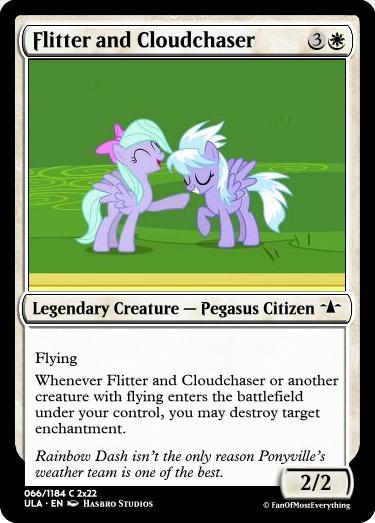 Flitter and Cloudchaser 3
Legendary Creature — Pegasus Citizen
Flying
Whenever Flitter and Cloudchaser or another
creature with flying enters the battlefield
under your control, you may destroy target
enchantment.
Rainbow Dash isn't the only reason Ponyville's
weather team is one of the best.
2/2
066/1184 C 2x22
ULA • EN Hasbro Studios
© FanOfMostEverything